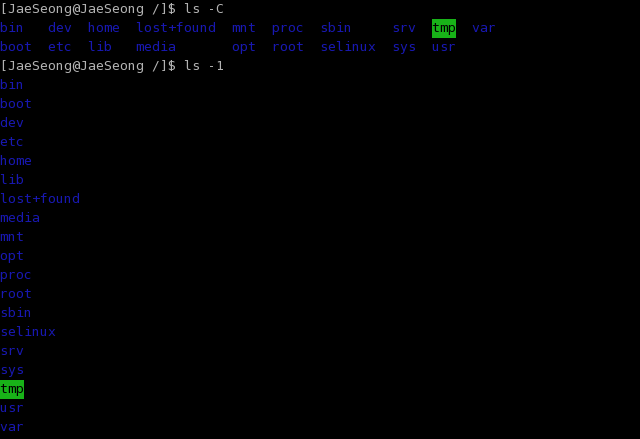 [JaeSeong@JaeSeong /]$ ls -C
bin   dev  home  lost+found  mnt  proc  sbin     srv  tmp  var
boot  etc  lib   media       opt  root  selinux  sys  usr
[JaeSeong@JaeSeong /]$ ls -1
bin
boot
dev
etc
home
lib
lost+found
media
mnt
opt
proc
root
sbin
selinux
srv
sys
tmp
usr
var